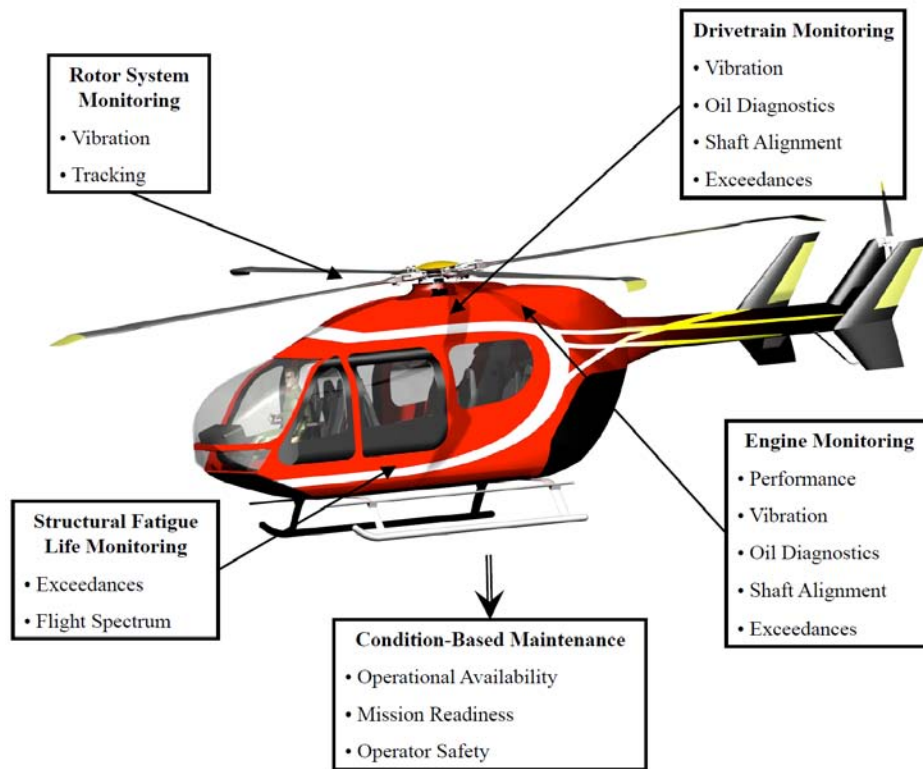 Rotor System
Monitoring
• Vibration
• Tracking
Drivetrain Monitoring
• Vibration
• Oil Diagnostics
• Shaft Alignment
• Exceedances
Structural Fatigue
Life Monitoring
• Exceedances
• Flight Spectrum
Engine Monitoring
• Performance
• Vibration
• Oil Diagnostics
• Shaft Alignment
• Exceedances
Condition-Based Maintenance
• Operational Availability
• Mission Readiness
• Operator Safety